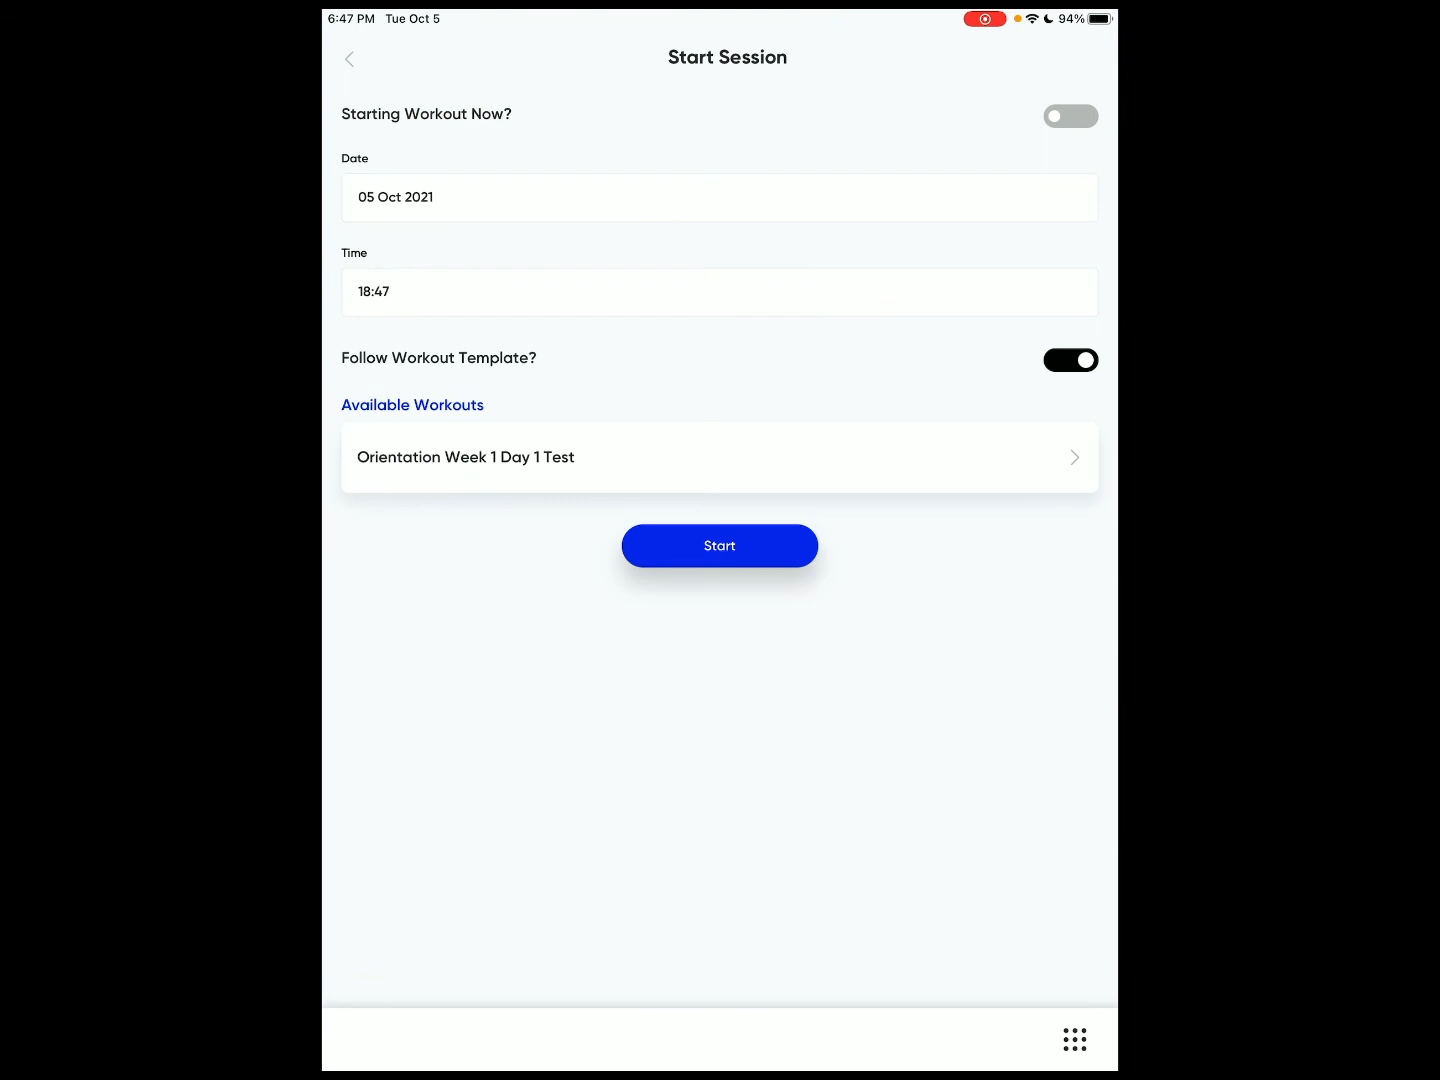 6:47 PM Tue Oct 5 94%
Start Session
Starting Workout Now?
Date
05 Oct 2021
Time
18:47
Follow Workout Template?
Available Workouts
Orientation Week 1 Day 1 Test
Start